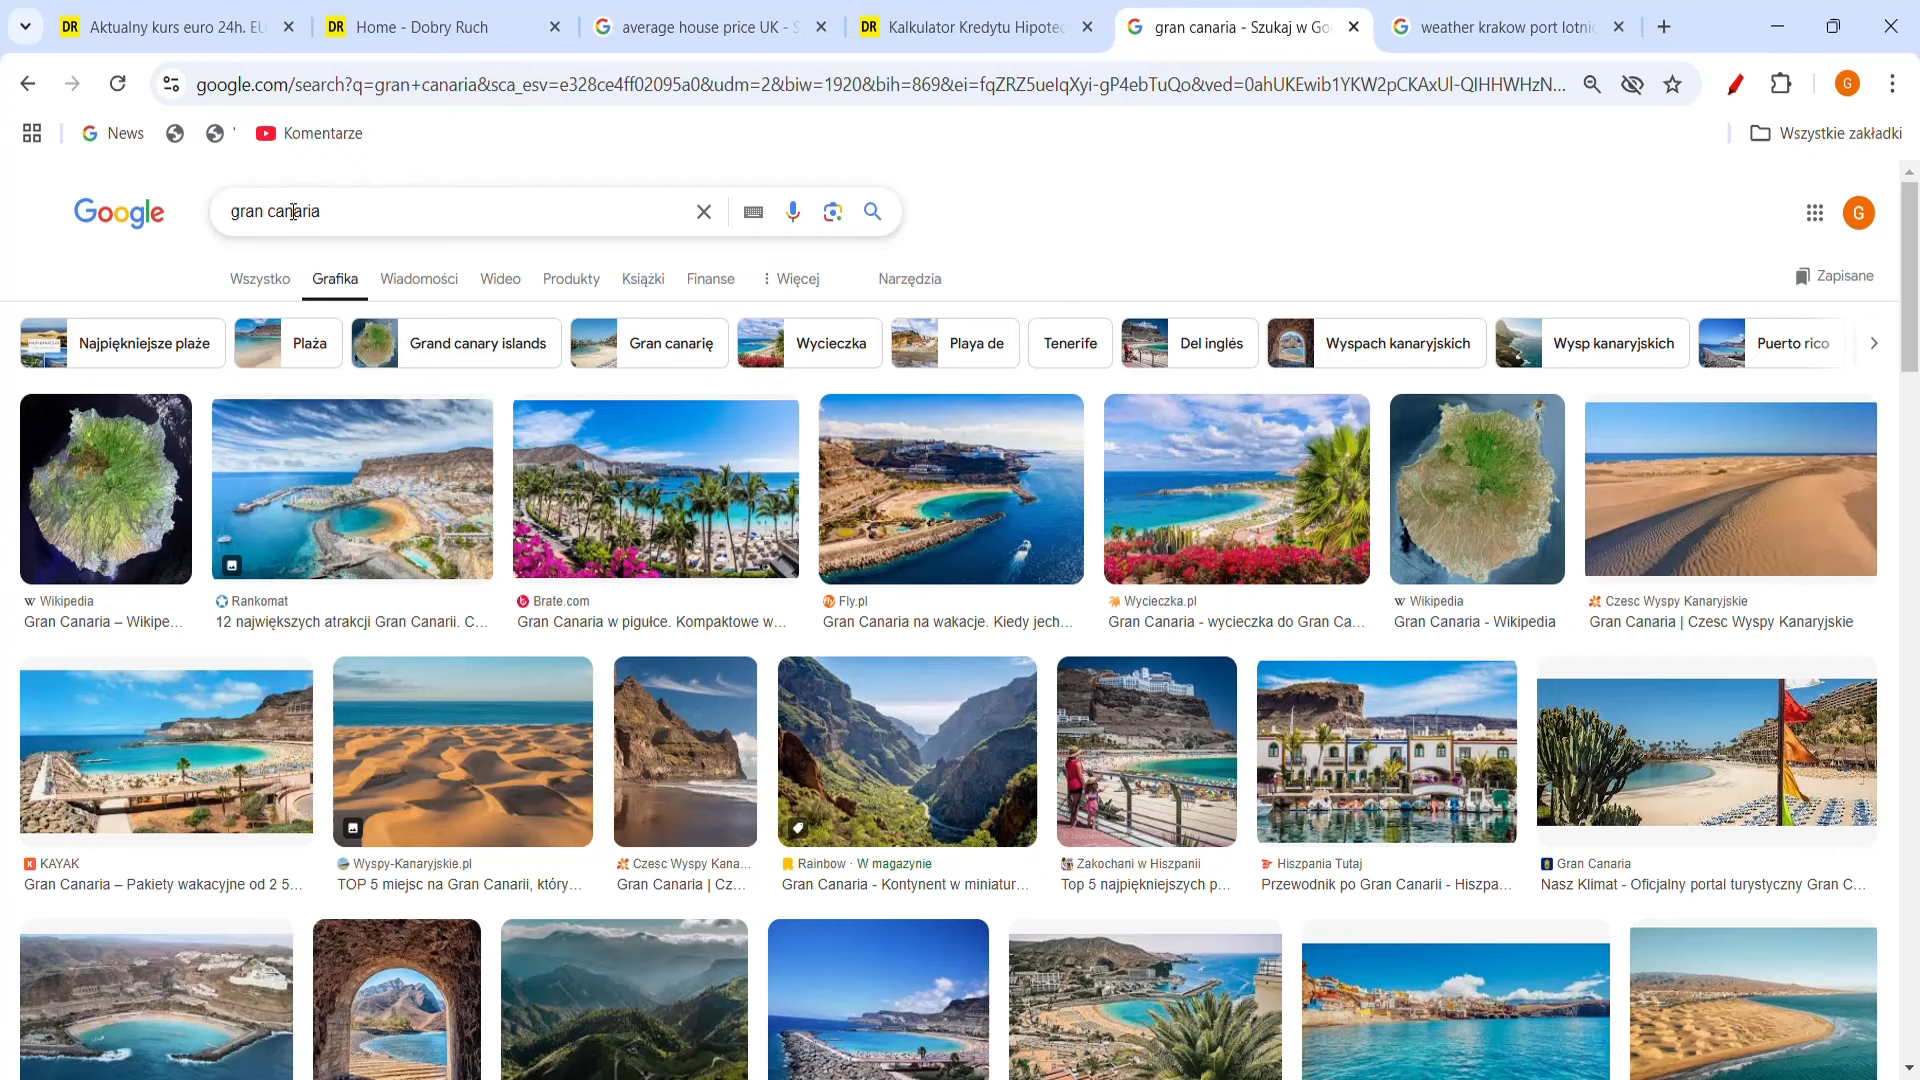 DR Aktualny kurs euro 24h. EU
DR Home - Dobry Ruch
average house price UK - S
DR Kalkulator Kredytu Hipotec
gran canaria - Szukaj w Go
weather krakow port lotnic
google.com/search?q=gran+canaria&sca_esv=e328ce4ff02095a0&udm=2&biw=1920&bih=869&ei=fqZRZ5ueIqXyi-gP4ebTuQo&ved=0ahUKEwib1YKW2pCKAxUl-QIHHWHzN...
G
News
'
Komentarze
Wszystkie zakładki
Google
gran canaria
G
Wszystko
Grafika
Wiadomości
Wideo
Produkty
Książki
Finanse
Więcej
Narzędzia
Zapisane
Najpiękniejsze plaże
Plaża
Grand canary islands
Gran canarię
Wycieczka
Playa de
Tenerife
Del inglés
Wyspach kanaryjskich
Wysp kanaryjskich
Puerto rico
W Wikipedia
Gran Canaria – Wikipe...
Rankomat
12 największych atrakcji Gran Canarii. C...
Brate.com
Gran Canaria w pigułce. Kompaktowe w...
Fly.pl
Gran Canaria na wakacje. Kiedy jech...
Wycieczka.pl
Gran Canaria - wycieczka do Gran Ca...
W Wikipedia
Gran Canaria - Wikipedia
Czesc Wyspy Kanaryjskie
Gran Canaria | Czesc Wyspy Kanaryjskie
K KAYAK
Gran Canaria – Pakiety wakacyjne od 2 5...
Wyspy-Kanaryjskie.pl
TOP 5 miejsc na Gran Canarii, który...
Czesc Wyspy Kana...
Gran Canaria | Cz...
Rainbow · W magazynie
Gran Canaria - Kontynent w miniatur...
Zakochani w Hiszpanii
Top 5 najpiękniejszych p...
Hiszpania Tutaj
Przewodnik po Gran Canarii - Hiszpa...
Gran Canaria
Nasz Klimat - Oficjalny portal turystyczny Gran C...